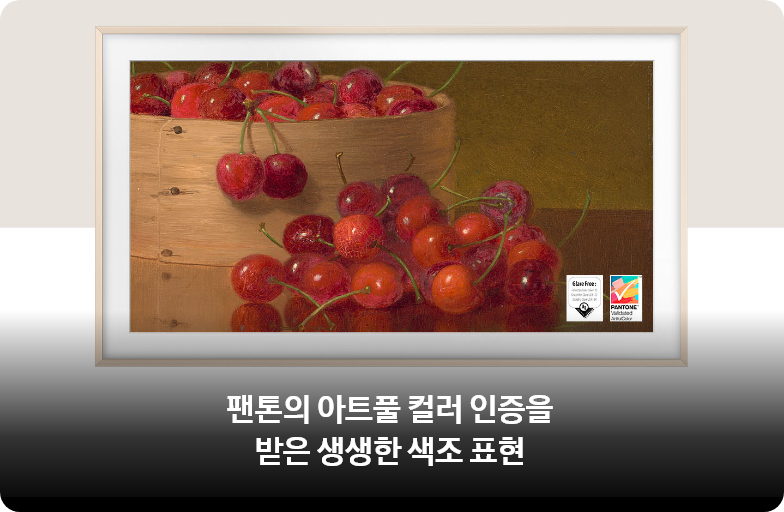 Glare Free
PANTONE
Validated
ArtfulColor
팬톤의 아트풀 컬러 인증을
받은 생생한 색조 표현